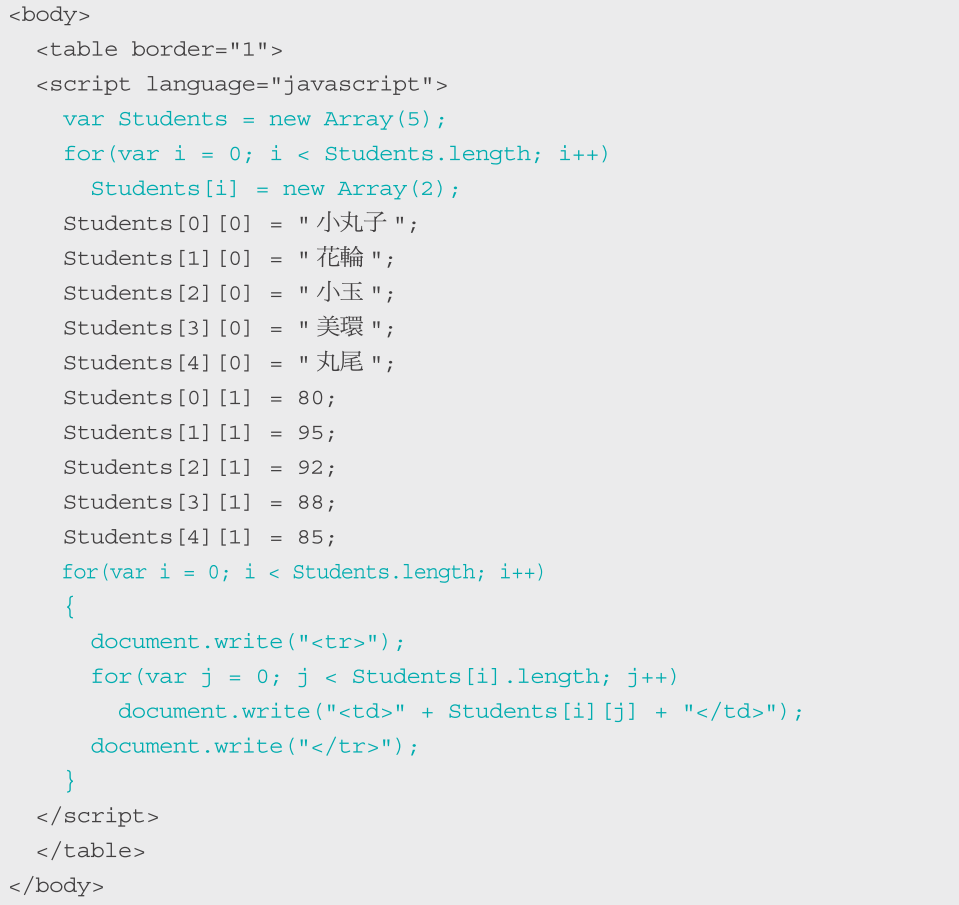 <body>
  <table border="1">
  <script language="javascript">
    var Students = new Array(5);
    for(var i = 0; i < Students.length; i++)
      Students[i] = new Array(2);
    Students[0][0] = "小丸子";
    Students[1][0] = "花輪";
    Students[2][0] = "小玉";
    Students[3][0] = "美環";
    Students[4][0] = "丸尾";
    Students[0][1] = 80;
    Students[1][1] = 95;
    Students[2][1] = 92;
    Students[3][1] = 88;
    Students[4][1] = 85;
    for(var i = 0; i < Students.length; i++)
    {
      document.write("<tr>");
      for(var j = 0; j < Students[i].length; j++)
        document.write("<td>" + Students[i][j] + "</td>");
      document.write("</tr>");
    }
  </script>
  </table>
</body>